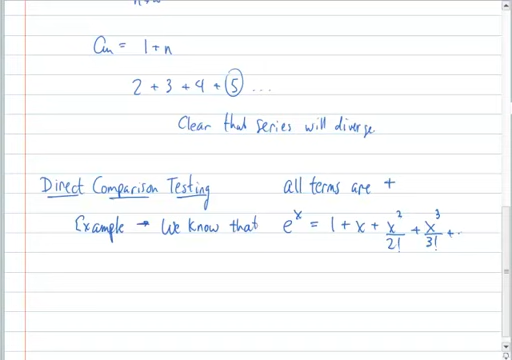 an = 1 + n
2 + 3 + 4 + 5 ...
Clear that series will diverge.
Direct Comparison Testing all terms are +
Example → We know that e^x = 1 + x + x^2/2! + x^3/3! + ..